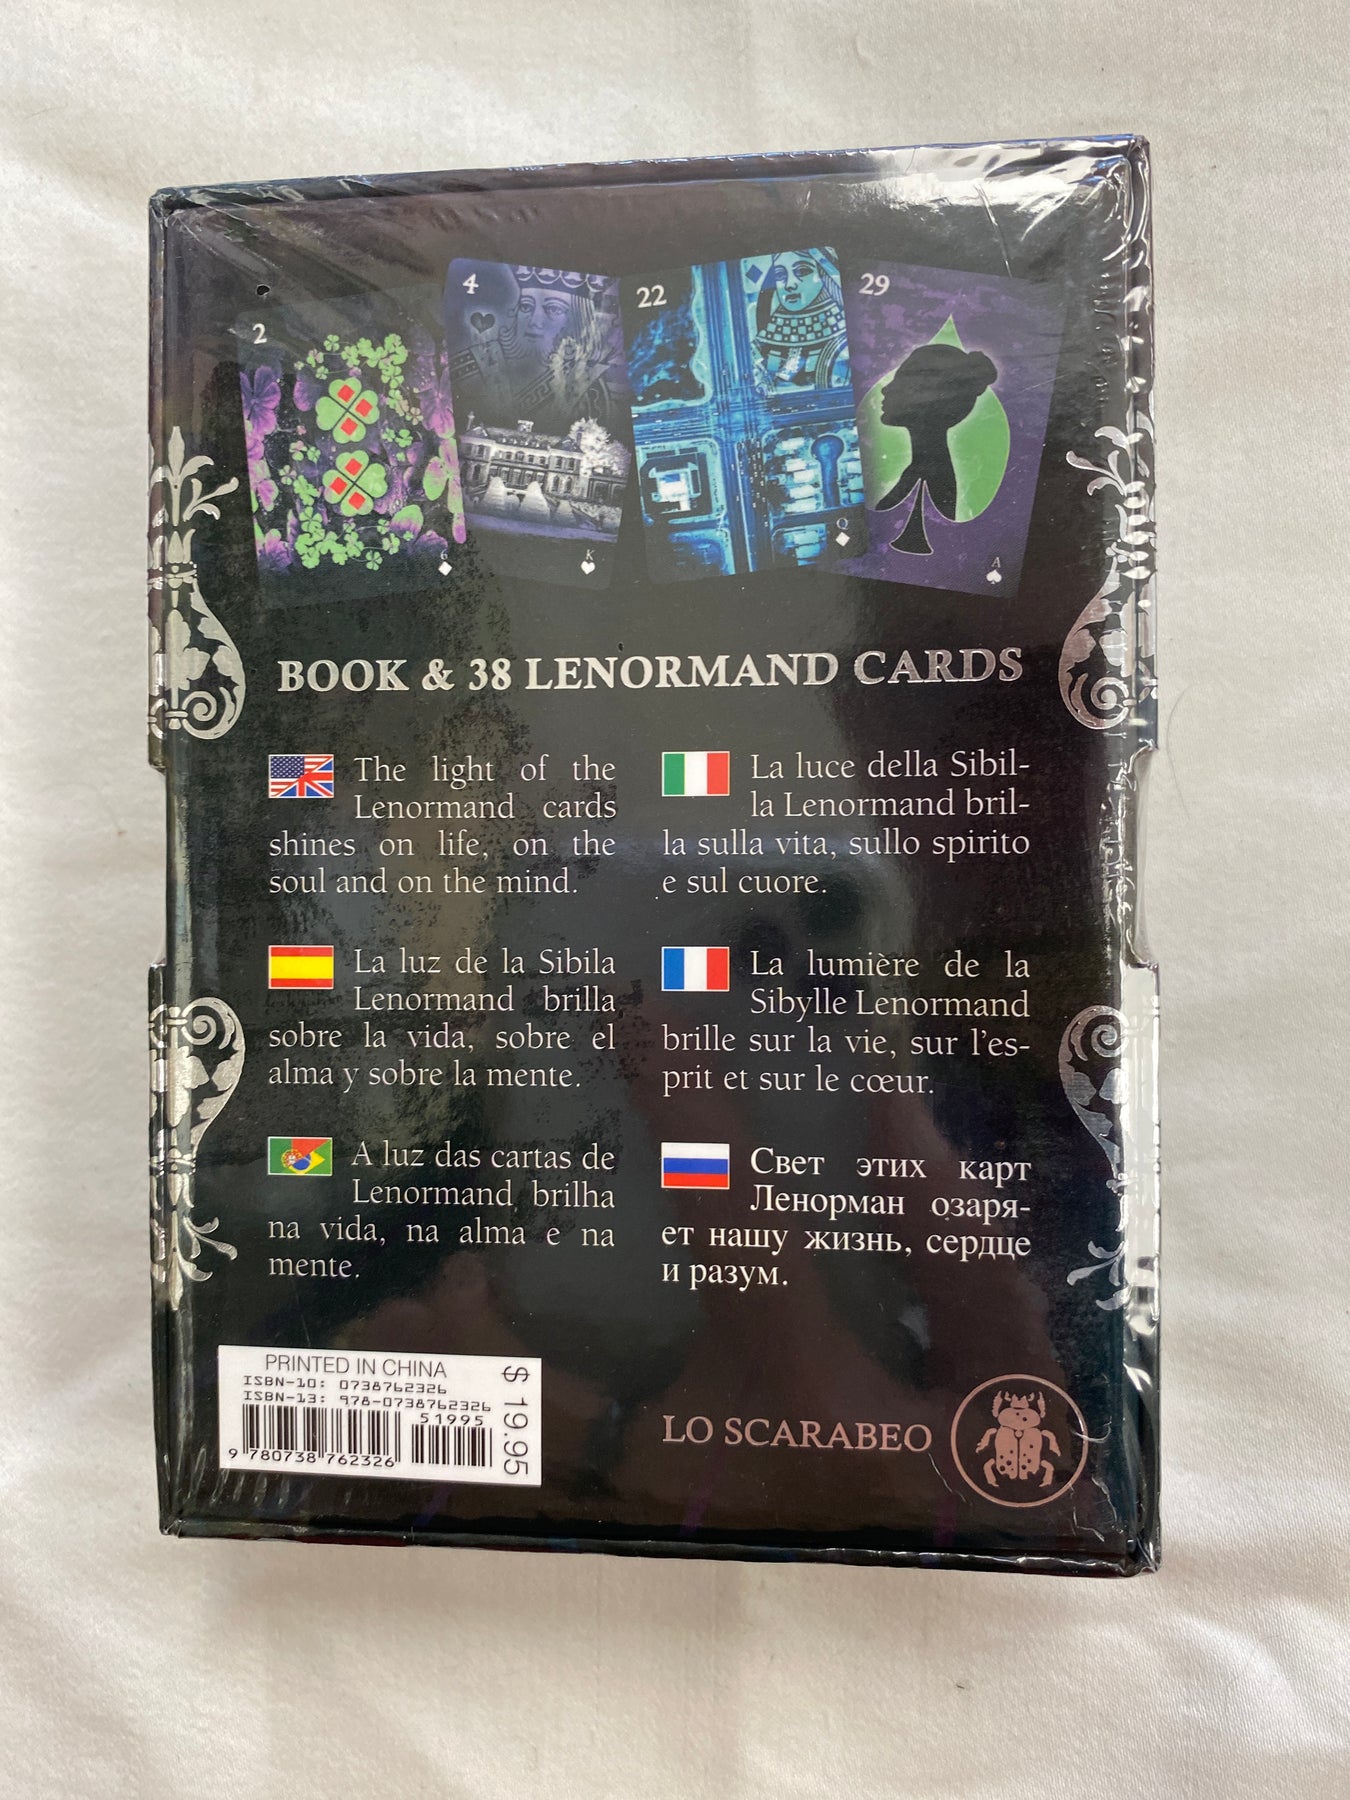 2
4
22
29
6
K
Q
A
BOOK & 38 LENORMAND CARDS
The light of the
Lenormand cards
shines on life, on the
soul and on the mind.
La luce della Sibil-
la Lenormand bril-
la sulla vita, sullo spirito
e sul cuore.
La luz de la Sibila
Lenormand brilla
sobre la vida, sobre el
alma y sobre la mente.
La lumière de la
Sibylle Lenormand
brille sur la vie, sur l'es-
prit et sur le cœur.
A luz das cartas de
Lenormand brilha
na vida, na alma e na
mente.
Свет этих карт
Ленорман озаря-
ет нашу жизнь, сердце
и разум.
PRINTED IN CHINA
ISBN-10: 0738762326
ISBN-13: 978-0738762326
51995
9 780738 762326
$ 19.95
LO SCARABEO